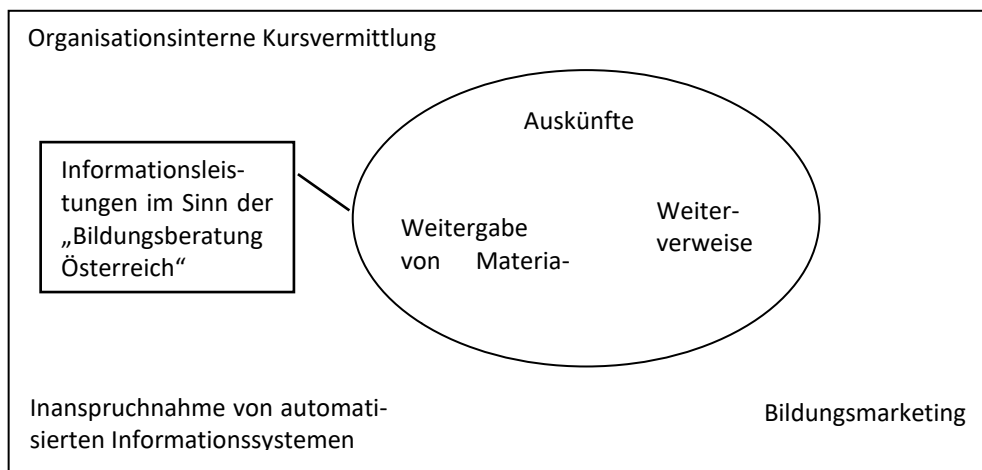 Organisationsinterne Kursvermittlung
Auskünfte
Informationsleis-
tungen im Sinn der
„Bildungsberatung
Österreich“
Weitergabe
von Materia-
Weiter-
verweise
Inanspruchnahme von automati-
sierten Informationssystemen
Bildungsmarketing